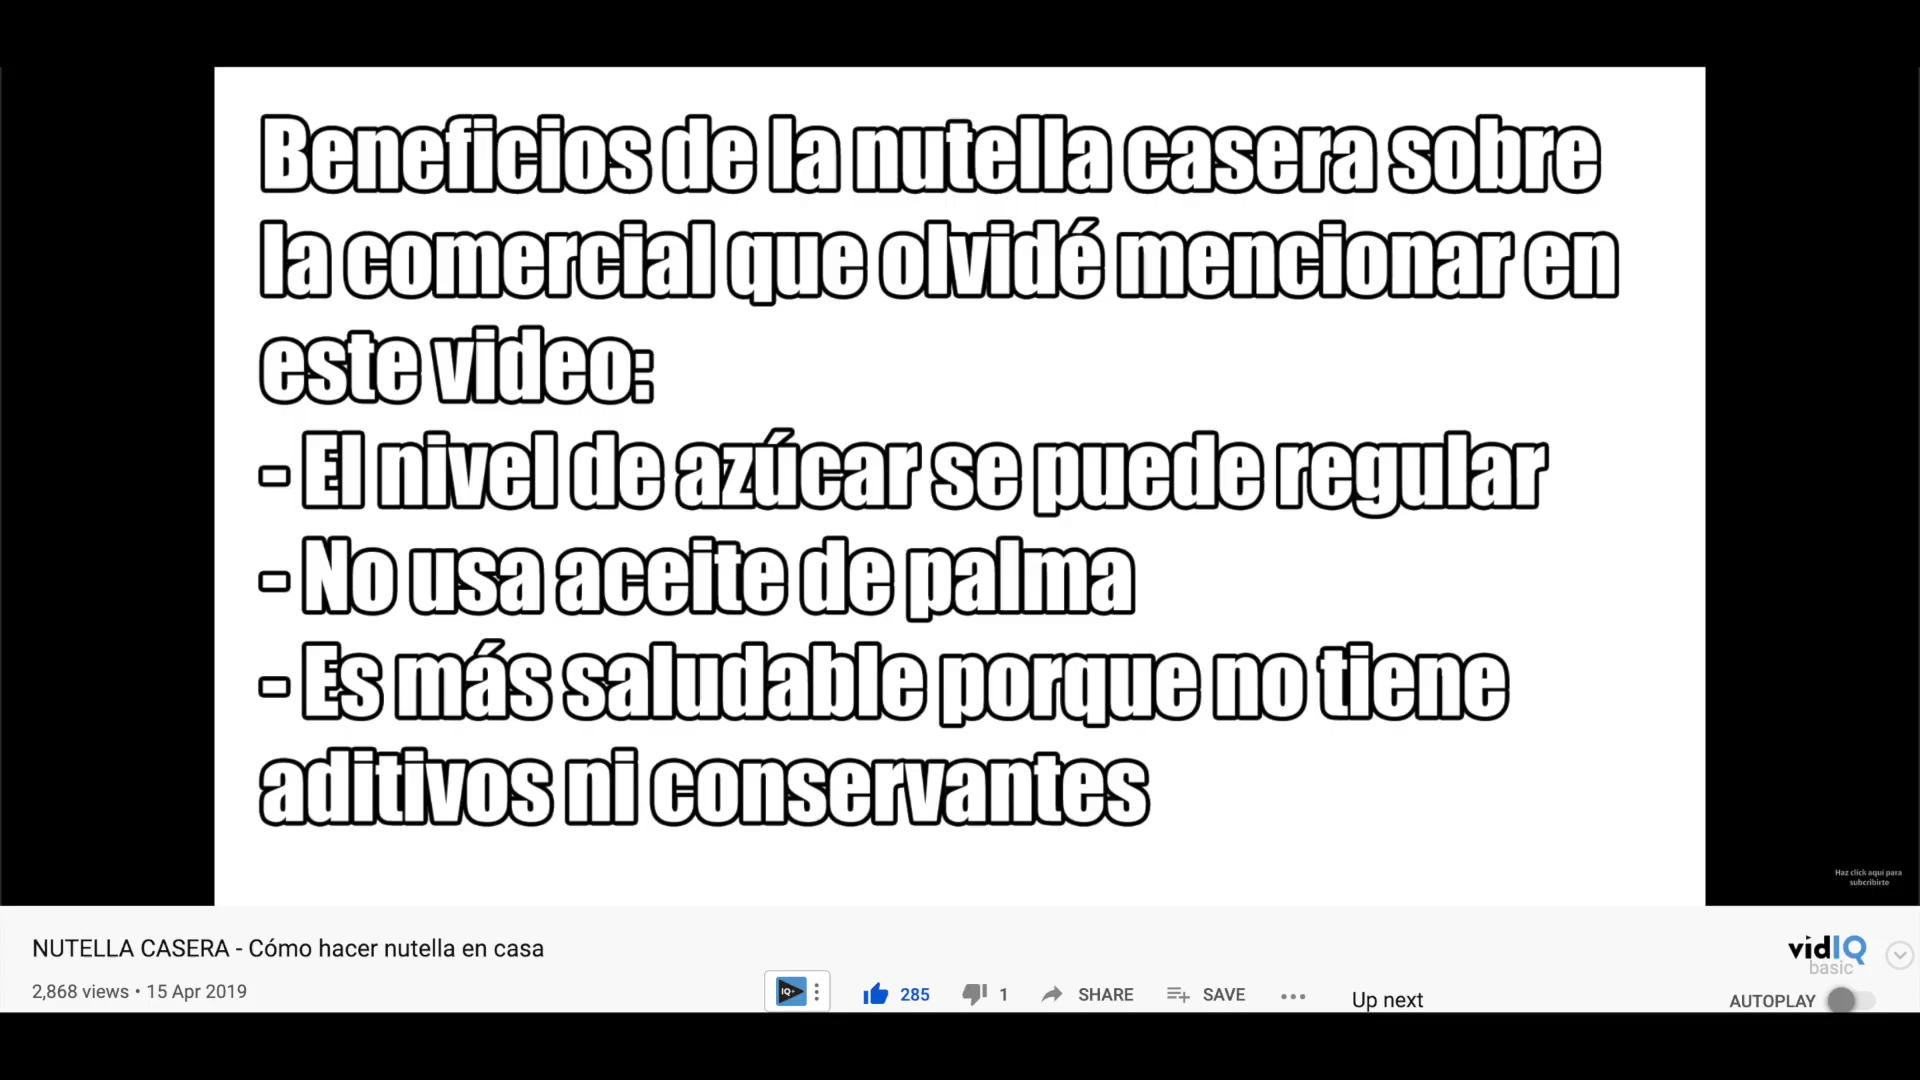 Beneficios de la nutella casera sobre
la comercial que olvidé mencionar en
este video:
- El nivel de azúcar se puede regular
- No usa aceite de palma
- Es más saludable porque no tiene
aditivos ni conservantes
Haz click aquí para
subcribirte
NUTELLA CASERA - Cómo hacer nutella en casa
vidIQ
basic
2,868 views • 15 Apr 2019
IQ+
285
1
SHARE
SAVE
Up next
AUTOPLAY